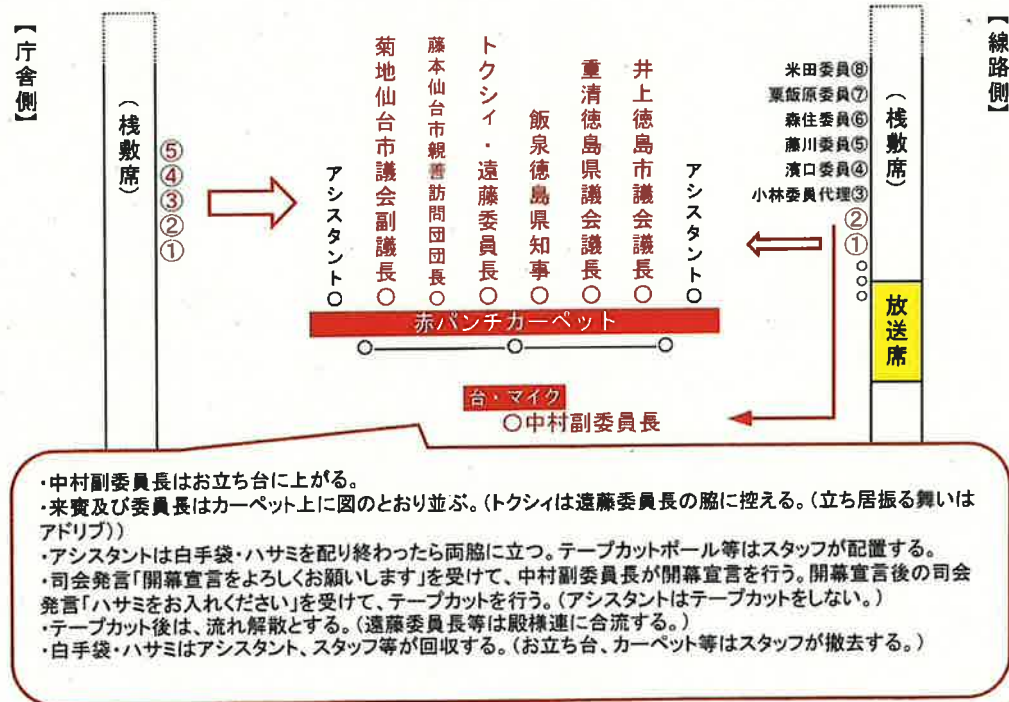 【庁舎側】
(桟敷席)
⑤
④
③
②
①
アシスタント○
菊地仙台市議会副議長○
藤本仙台市親善訪問団団長○
トクシィ・遠藤委員長○
飯泉徳島県知事○
重清徳島県議会議長○
井上徳島市議会議長○
アシスタント○
赤パンチカーペット
台・マイク
○中村副委員長
米田委員⑧
粟飯原委員⑦
森住委員⑥
藤川委員⑤
濱口委員④
小林委員代理③
②
①
○
○
○
(桟敷席)
放送席
【線路側】
・中村副委員長はお立ち台に上がる。
・来賓及び委員長はカーペット上に図のとおり並ぶ。(トクシィは遠藤委員長の脇に控える。(立ち居振る舞いは
アドリブ))
・アシスタントは白手袋・ハサミを配り終わったら両脇に立つ。テープカットポール等はスタッフが配置する。
・司会発言「開幕宣言をよろしくお願いします」を受けて、中村副委員長が開幕宣言を行う。開幕宣言後の司会
発言「ハサミをお入れください」を受けて、テープカットを行う。(アシスタントはテープカットをしない。)
・テープカット後は、流れ解散とする。(遠藤委員長等は殿様連に合流する。)
・白手袋・ハサミはアシスタント、スタッフ等が回収する。(お立ち台、カーペット等はスタッフが撤去する。)